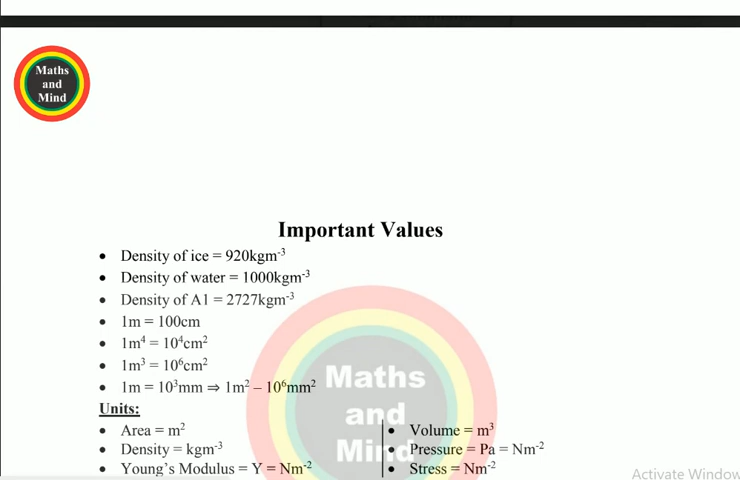 Maths
and
Mind
Important Values
• Density of ice = 920kgm⁻³
• Density of water = 1000kgm⁻³
• Density of A1 = 2727kgm⁻³
• 1m = 100cm
• 1m⁴ = 10⁴cm²
• 1m³ = 10⁶cm²
• 1m = 10³mm ⇒ 1m² – 10⁶mm²
Maths
and
Mind
Units:
• Area = m²
• Density = kgm⁻³
• Young's Modulus = Y = Nm⁻²
• Volume = m³
• Pressure = Pa = Nm⁻²
• Stress = Nm⁻²
Activate Window